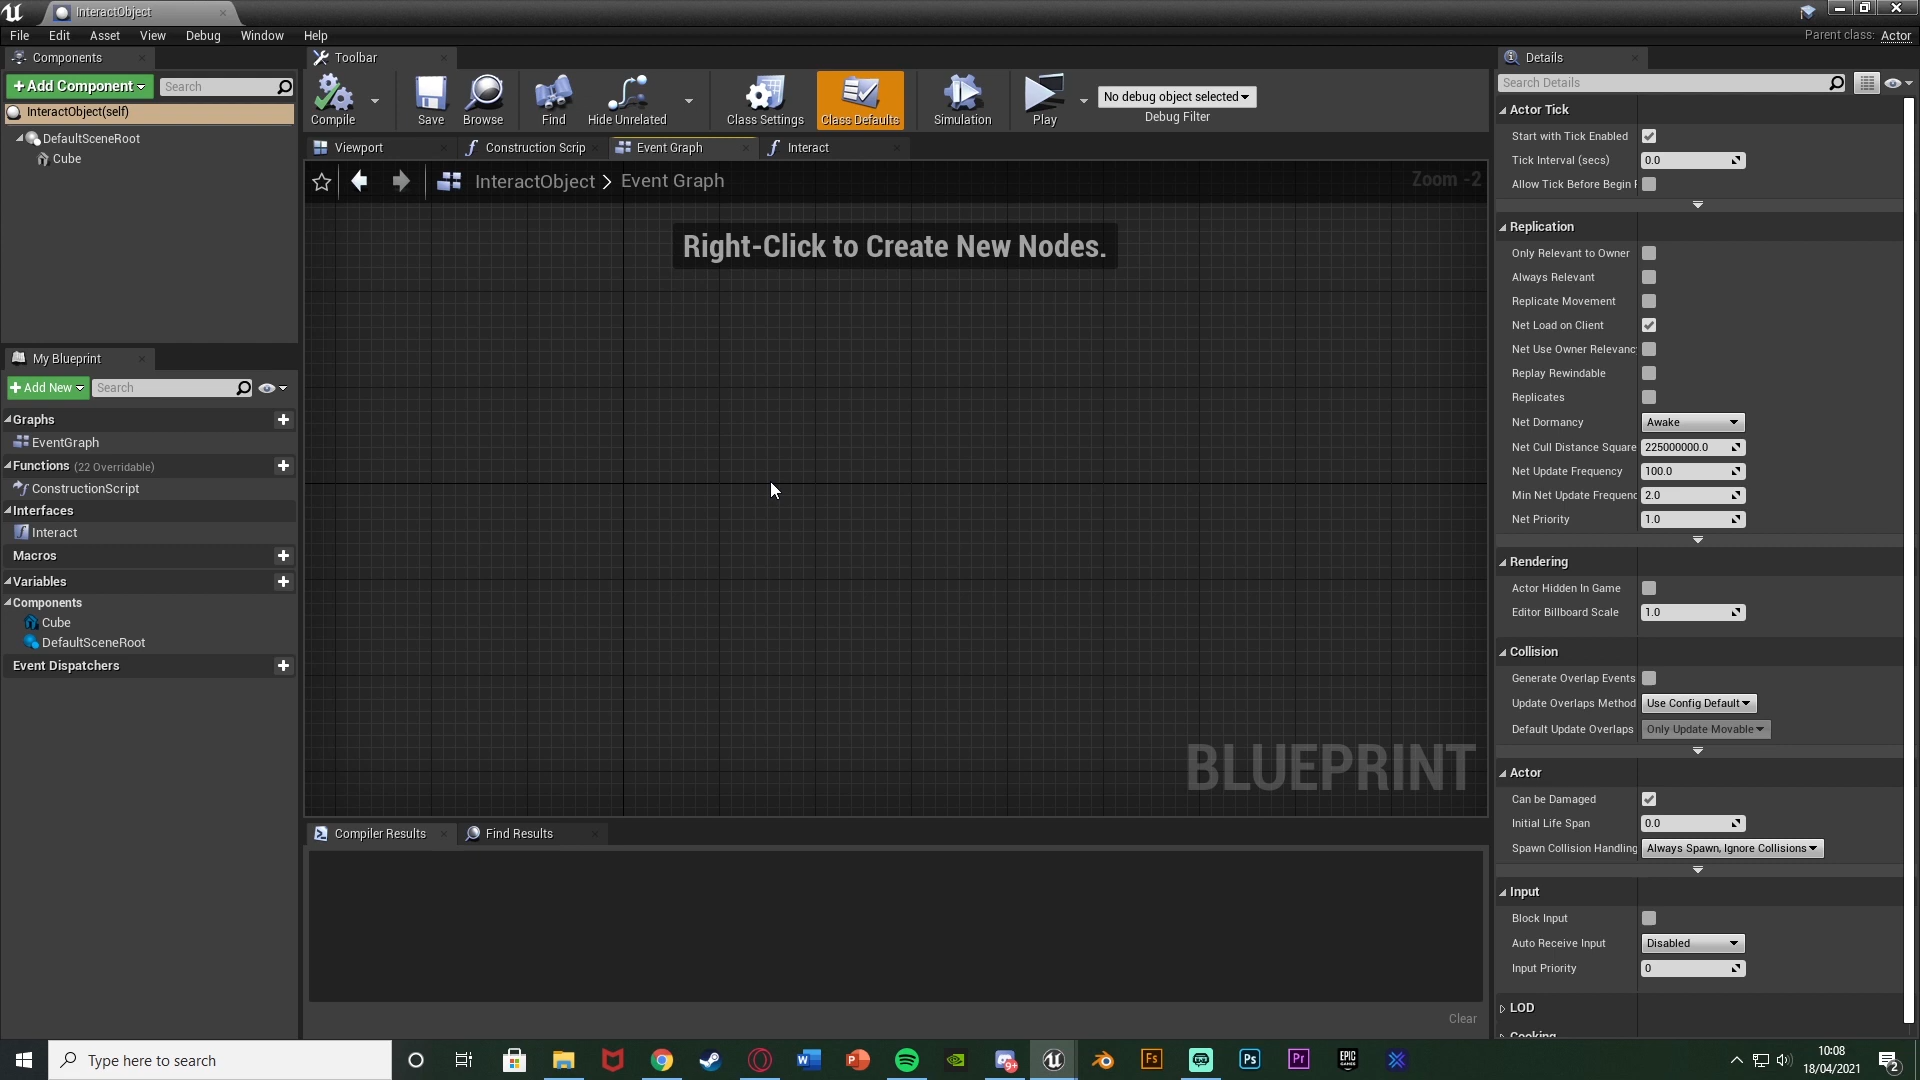 InteractObject
File Edit Asset View Debug Window Help
Parent class: Actor
Components
+Add Component
Search
InteractObject(self)
DefaultSceneRoot
Cube
My Blueprint
+Add New
Search
Graphs
EventGraph
Functions (22 Overridable)
ConstructionScript
Interfaces
Interact
Macros
Variables
Components
Cube
DefaultSceneRoot
Event Dispatchers
Toolbar
Compile Save Browse Find Hide Unrelated Class Settings Class Defaults Simulation Play
No debug object selected
Debug Filter
Viewport Construction Scrip Event Graph Interact
InteractObject > Event Graph
Zoom -2
Right-Click to Create New Nodes.
BLUEPRINT
Compiler Results Find Results
Clear
Details
Search Details
Actor Tick
Start with Tick Enabled
Tick Interval (secs) 0.0
Allow Tick Before Begin
Replication
Only Relevant to Owner
Always Relevant
Replicate Movement
Net Load on Client
Net Use Owner Relevanc
Replay Rewindable
Replicates
Net Dormancy Awake
Net Cull Distance Square 225000000.0
Net Update Frequency 100.0
Min Net Update Frequenc 2.0
Net Priority 1.0
Rendering
Actor Hidden In Game
Editor Billboard Scale 1.0
Collision
Generate Overlap Events
Update Overlaps Method Use Config Default
Default Update Overlaps Only Update Movable
Actor
Can be Damaged
Initial Life Span 0.0
Spawn Collision Handling Always Spawn, Ignore Collisions
Input
Block Input
Auto Receive Input Disabled
Input Priority 0
LOD
Cooking
Type here to search
10:08
18/04/2021